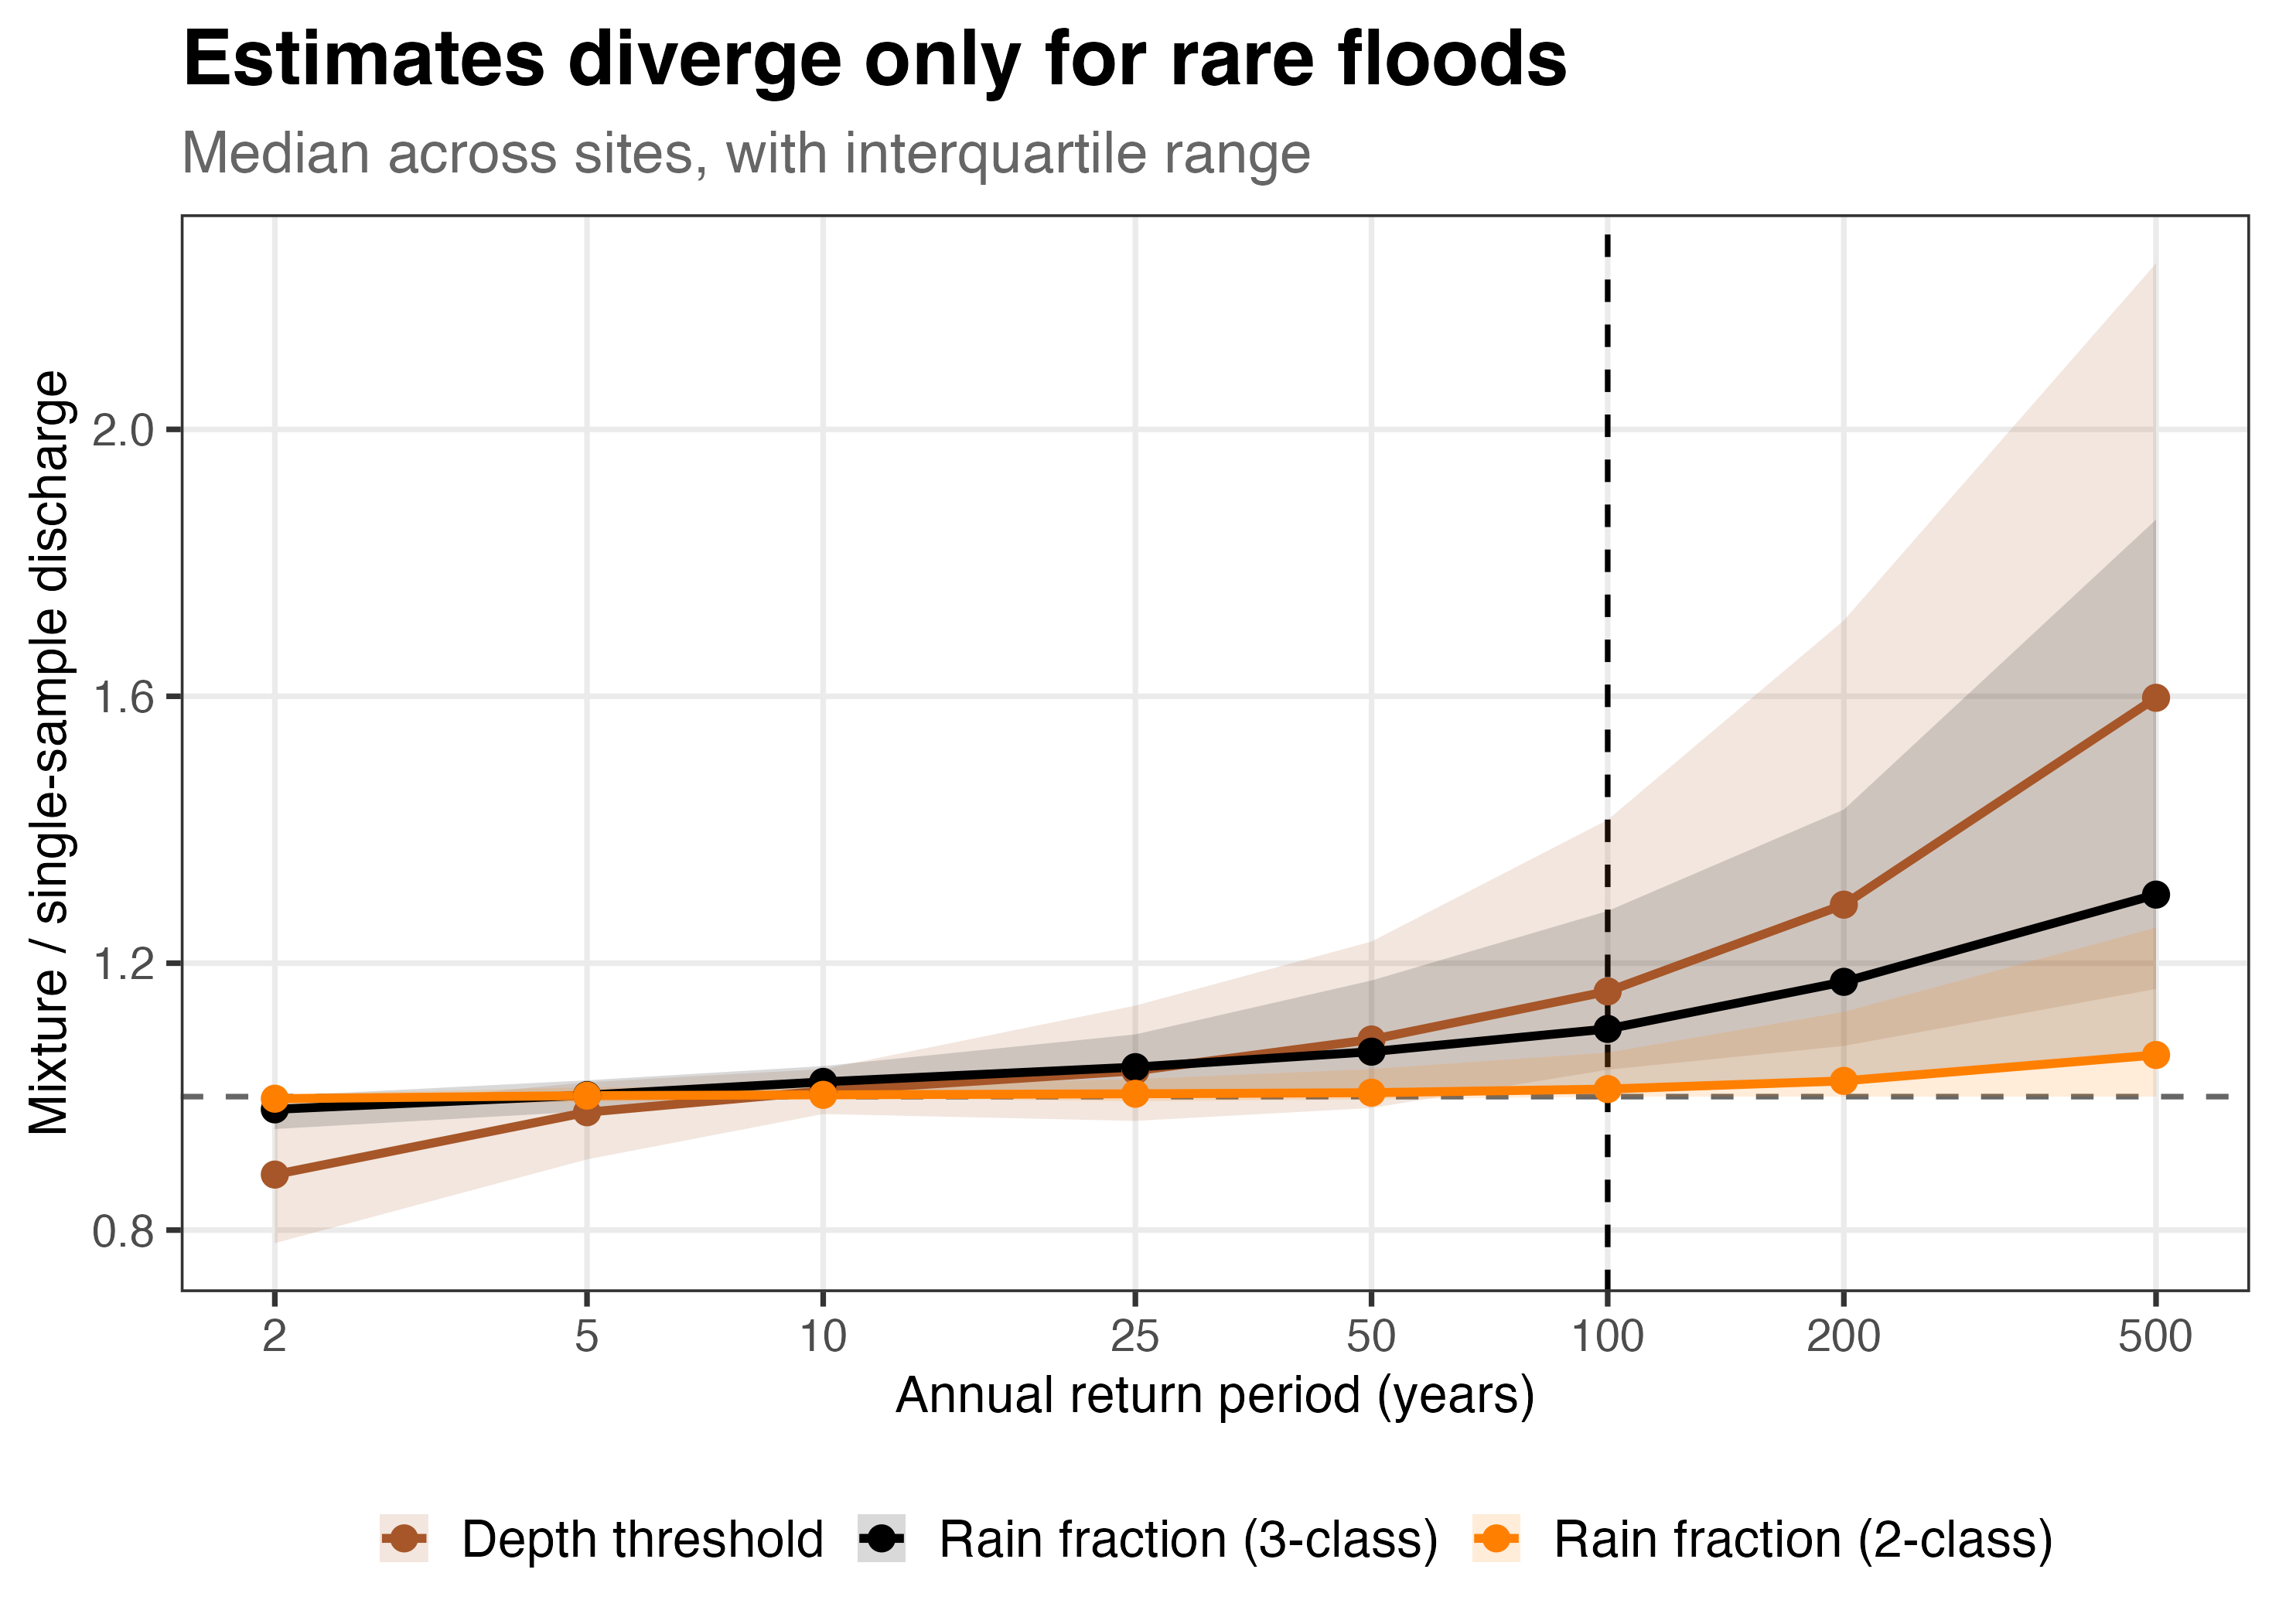 Estimates diverge only for rare floods
Median across sites, with interquartile range
Mixture / single-sample discharge
2.0
1.6
1.2
0.8
2 5 10 25 50 100 200 500
Annual return period (years)
Depth threshold Rain fraction (3-class) Rain fraction (2-class)